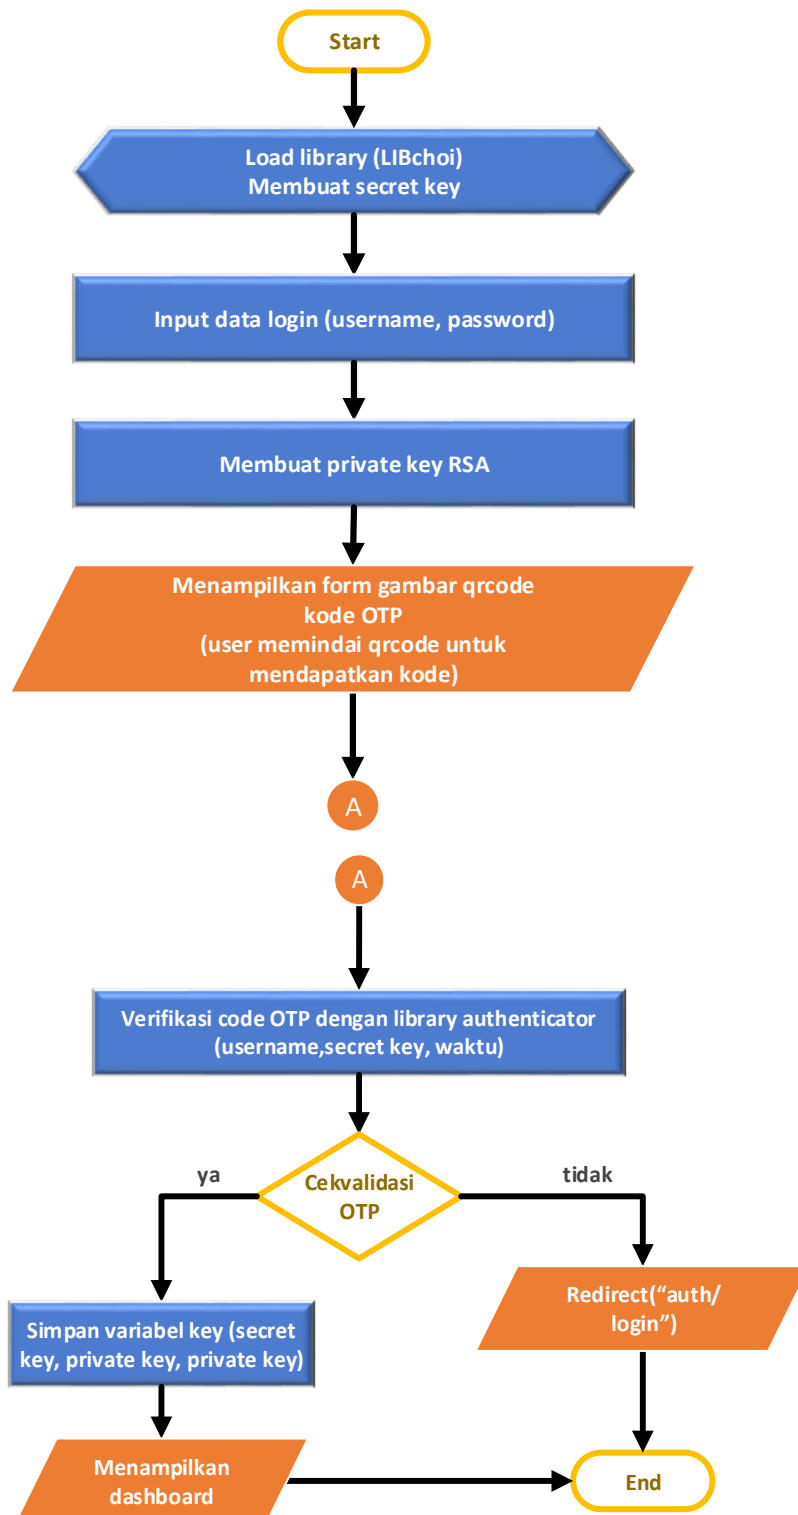 Start
Load library (LIBchoi)
Membuat secret key
Input data login (username, password)
Membuat private key RSA
Menampilkan form gambar qrcode
kode OTP
(user memindai qrcode untuk
mendapatkan kode)
A
A
Verifikasi code OTP dengan library authenticator
(username,secret key, waktu)
Cekvalidasi
OTP
ya
tidak
Simpan variabel key (secret
key, private key, private key)
Redirect(“auth/
login”)
Menampilkan
dashboard
End